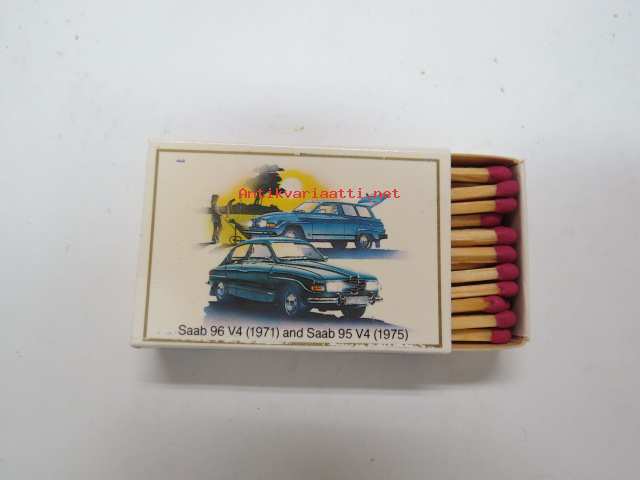 Antikvariaatti.net
Saab 96 V4 (1971) and Saab 95 V4 (1975)